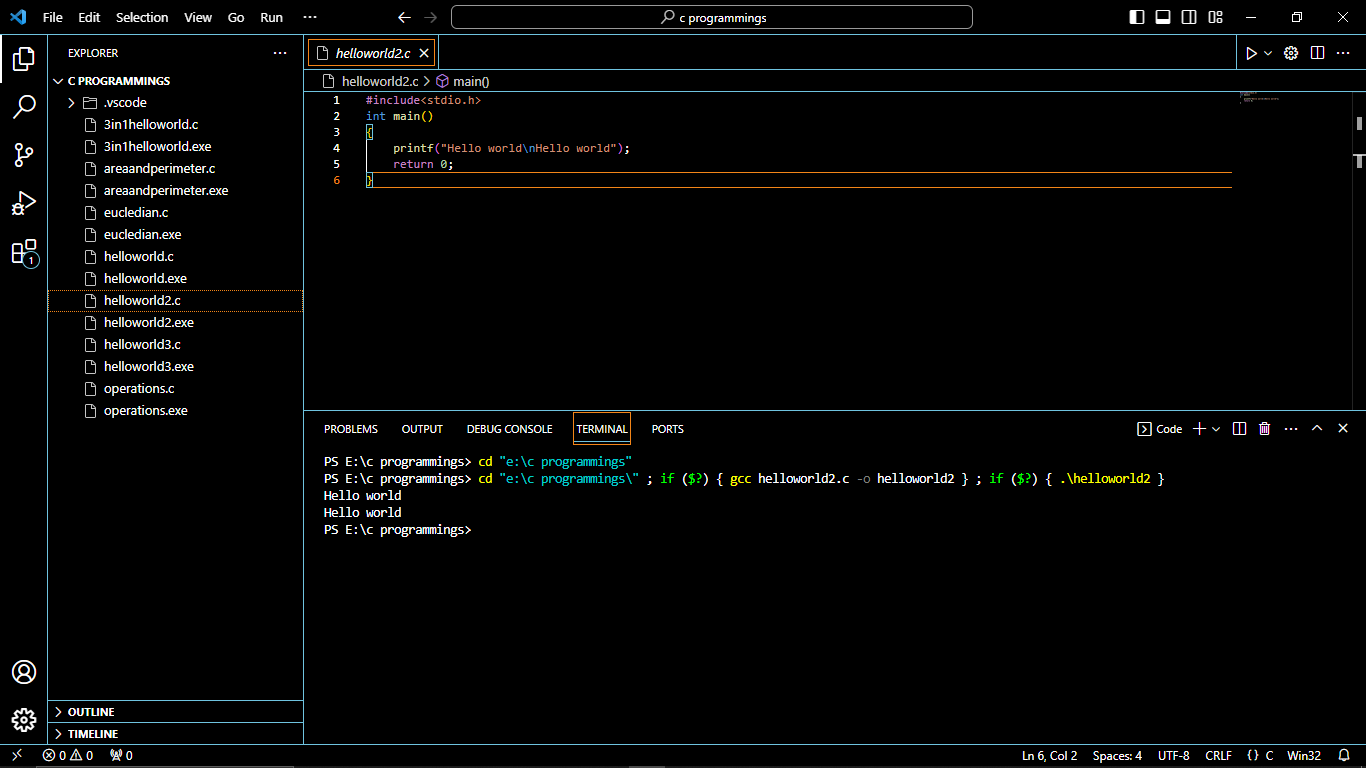 File Edit Selection View Go Run ··· c programmings
EXPLORER ···
C PROGRAMMINGS
.vscode
3in1helloworld.c
3in1helloworld.exe
areaandperimeter.c
areaandperimeter.exe
eucledian.c
eucledian.exe
helloworld.c
helloworld.exe
helloworld2.c
helloworld2.exe
helloworld3.c
helloworld3.exe
operations.c
operations.exe
OUTLINE
TIMELINE
1
helloworld2.c
helloworld2.c > main()
1 #include<stdio.h>
2 int main()
3 {
4 printf("Hello world\nHello world");
5 return 0;
6 }
PROBLEMS OUTPUT DEBUG CONSOLE TERMINAL PORTS Code
PS E:\c programmings> cd "e:\c programmings"
PS E:\c programmings> cd "e:\c programmings\" ; if ($?) { gcc helloworld2.c -o helloworld2 } ; if ($?) { .\helloworld2 }
Hello world
Hello world
PS E:\c programmings>
0 0 0 Ln 6, Col 2 Spaces: 4 UTF-8 CRLF {} C Win32